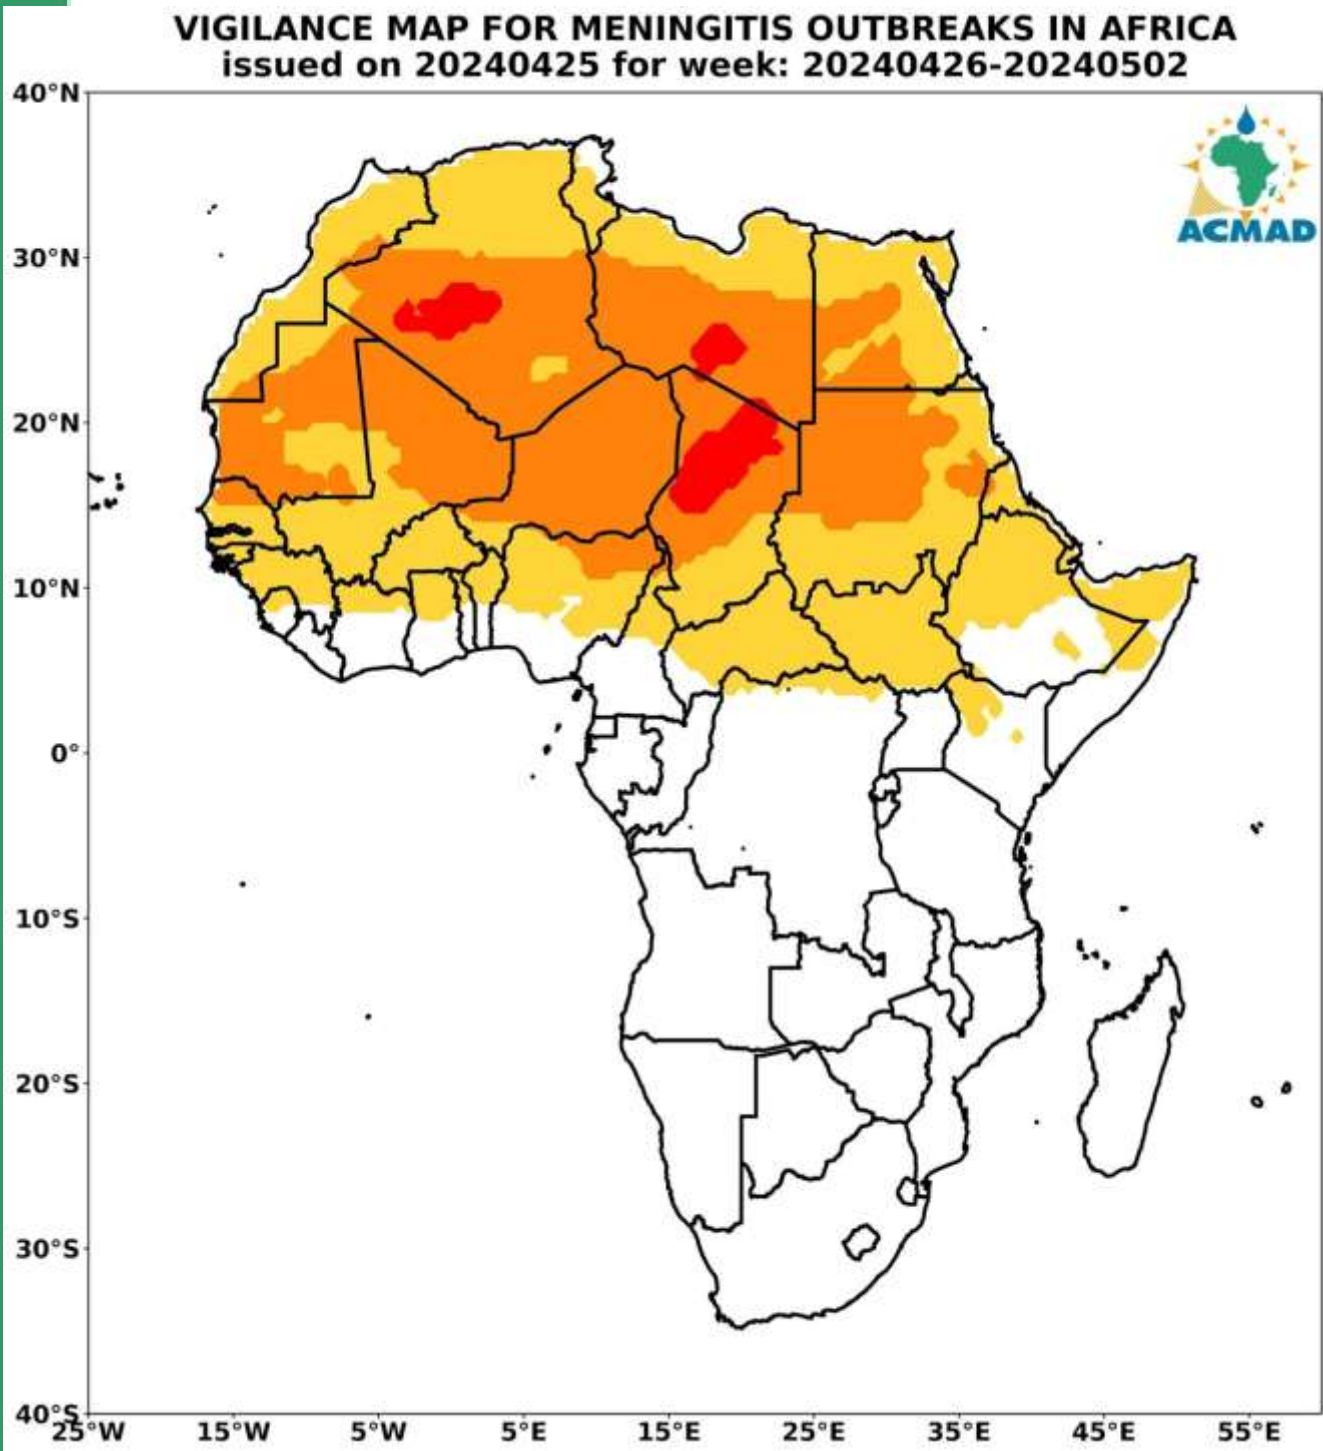 VIGILANCE MAP FOR MENINGITIS OUTBREAKS IN AFRICA
issued on 20240425 for week: 20240426-20240502
40°N
ACMAD
30°N
20°N
10°N
0°
10°S
20°S
30°S
40°S
25°W 15°W 5°W 5°E 15°E 25°E 35°E 45°E 55°E